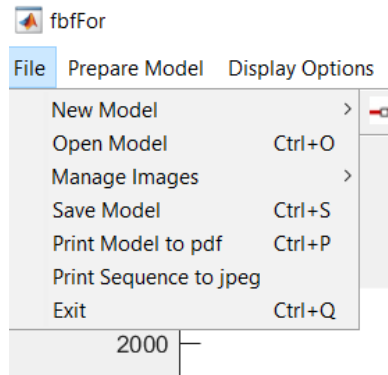 fbfFor
File Prepare Model Display Options
New Model >
Open Model Ctrl+O
Manage Images >
Save Model Ctrl+S
Print Model to pdf Ctrl+P
Print Sequence to jpeg
Exit Ctrl+Q
2000